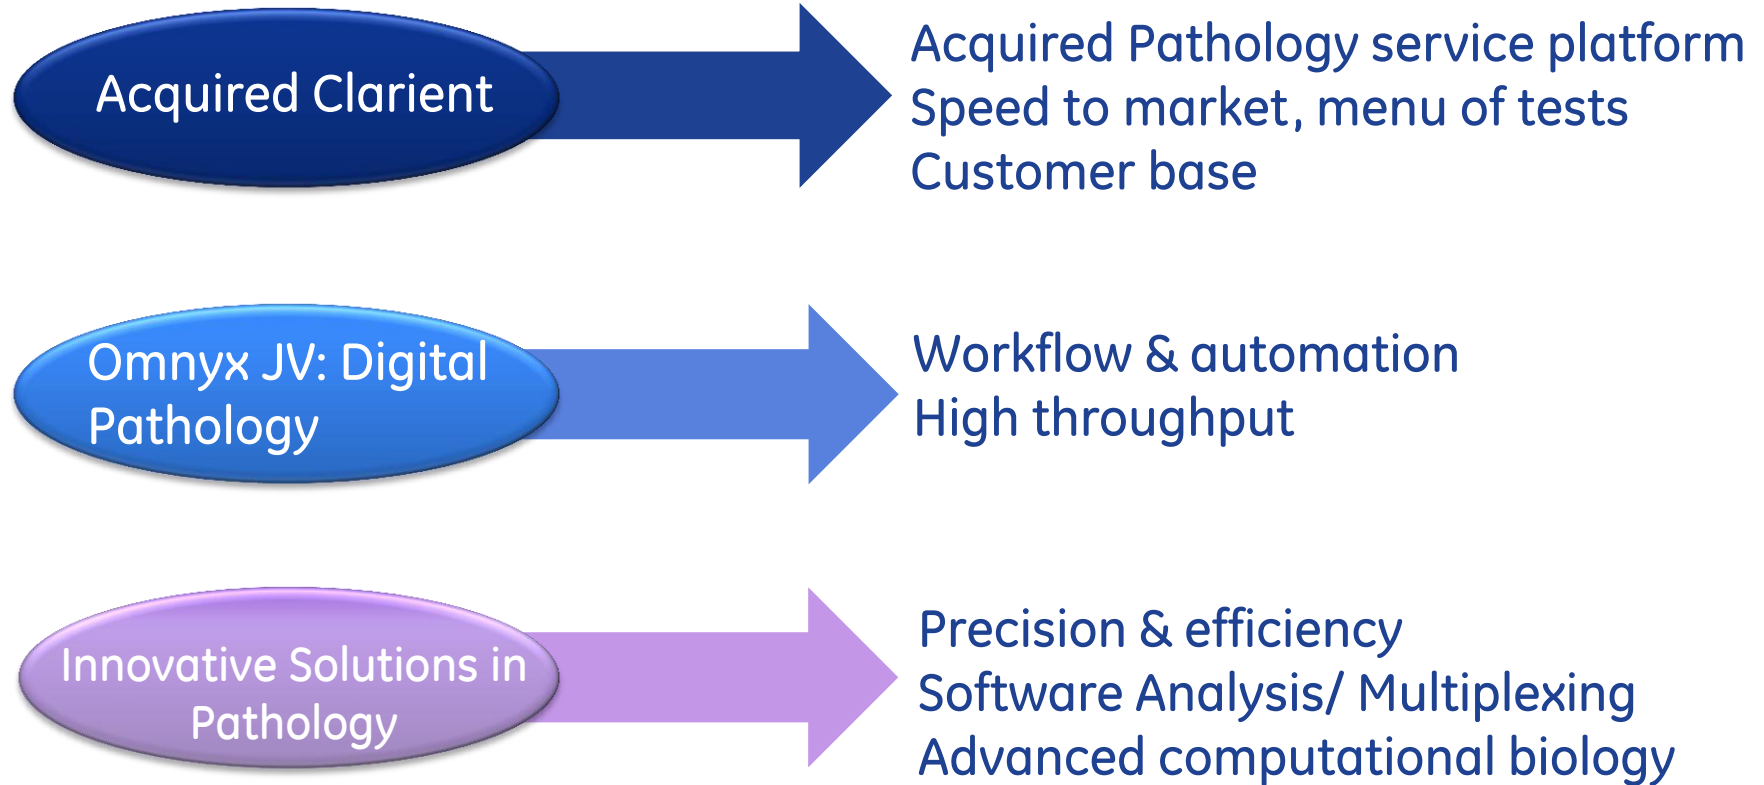 Acquired Clarient
Acquired Pathology service platform
Speed to market, menu of tests
Customer base
Omnyx JV: Digital
Pathology
Workflow & automation
High throughput
Innovative Solutions in
Pathology
Precision & efficiency
Software Analysis/ Multiplexing
Advanced computational biology